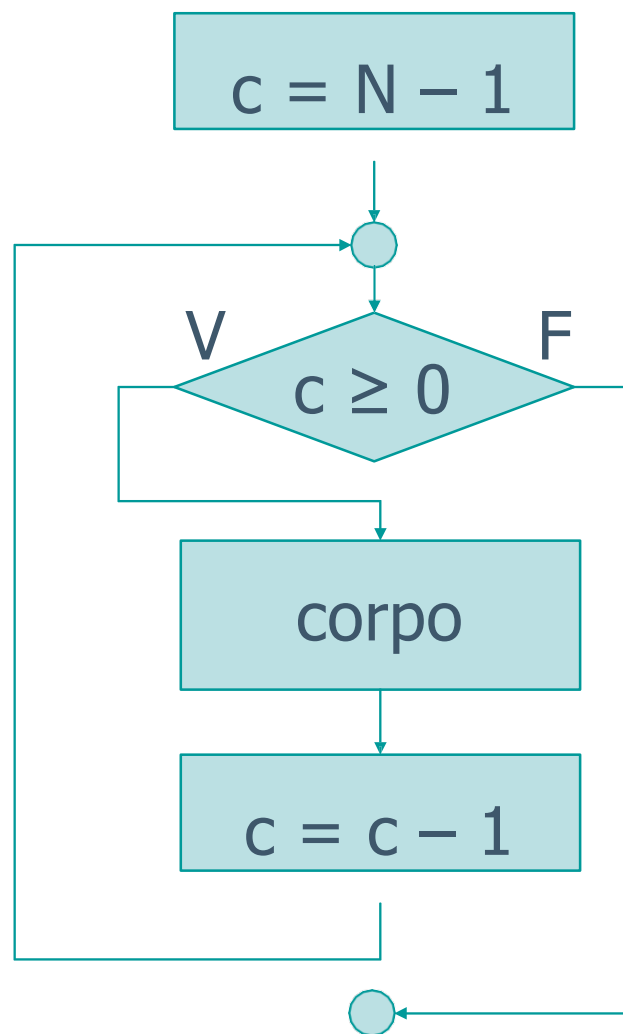 c = N – 1
V
F
c ≥ 0
corpo
c = c – 1